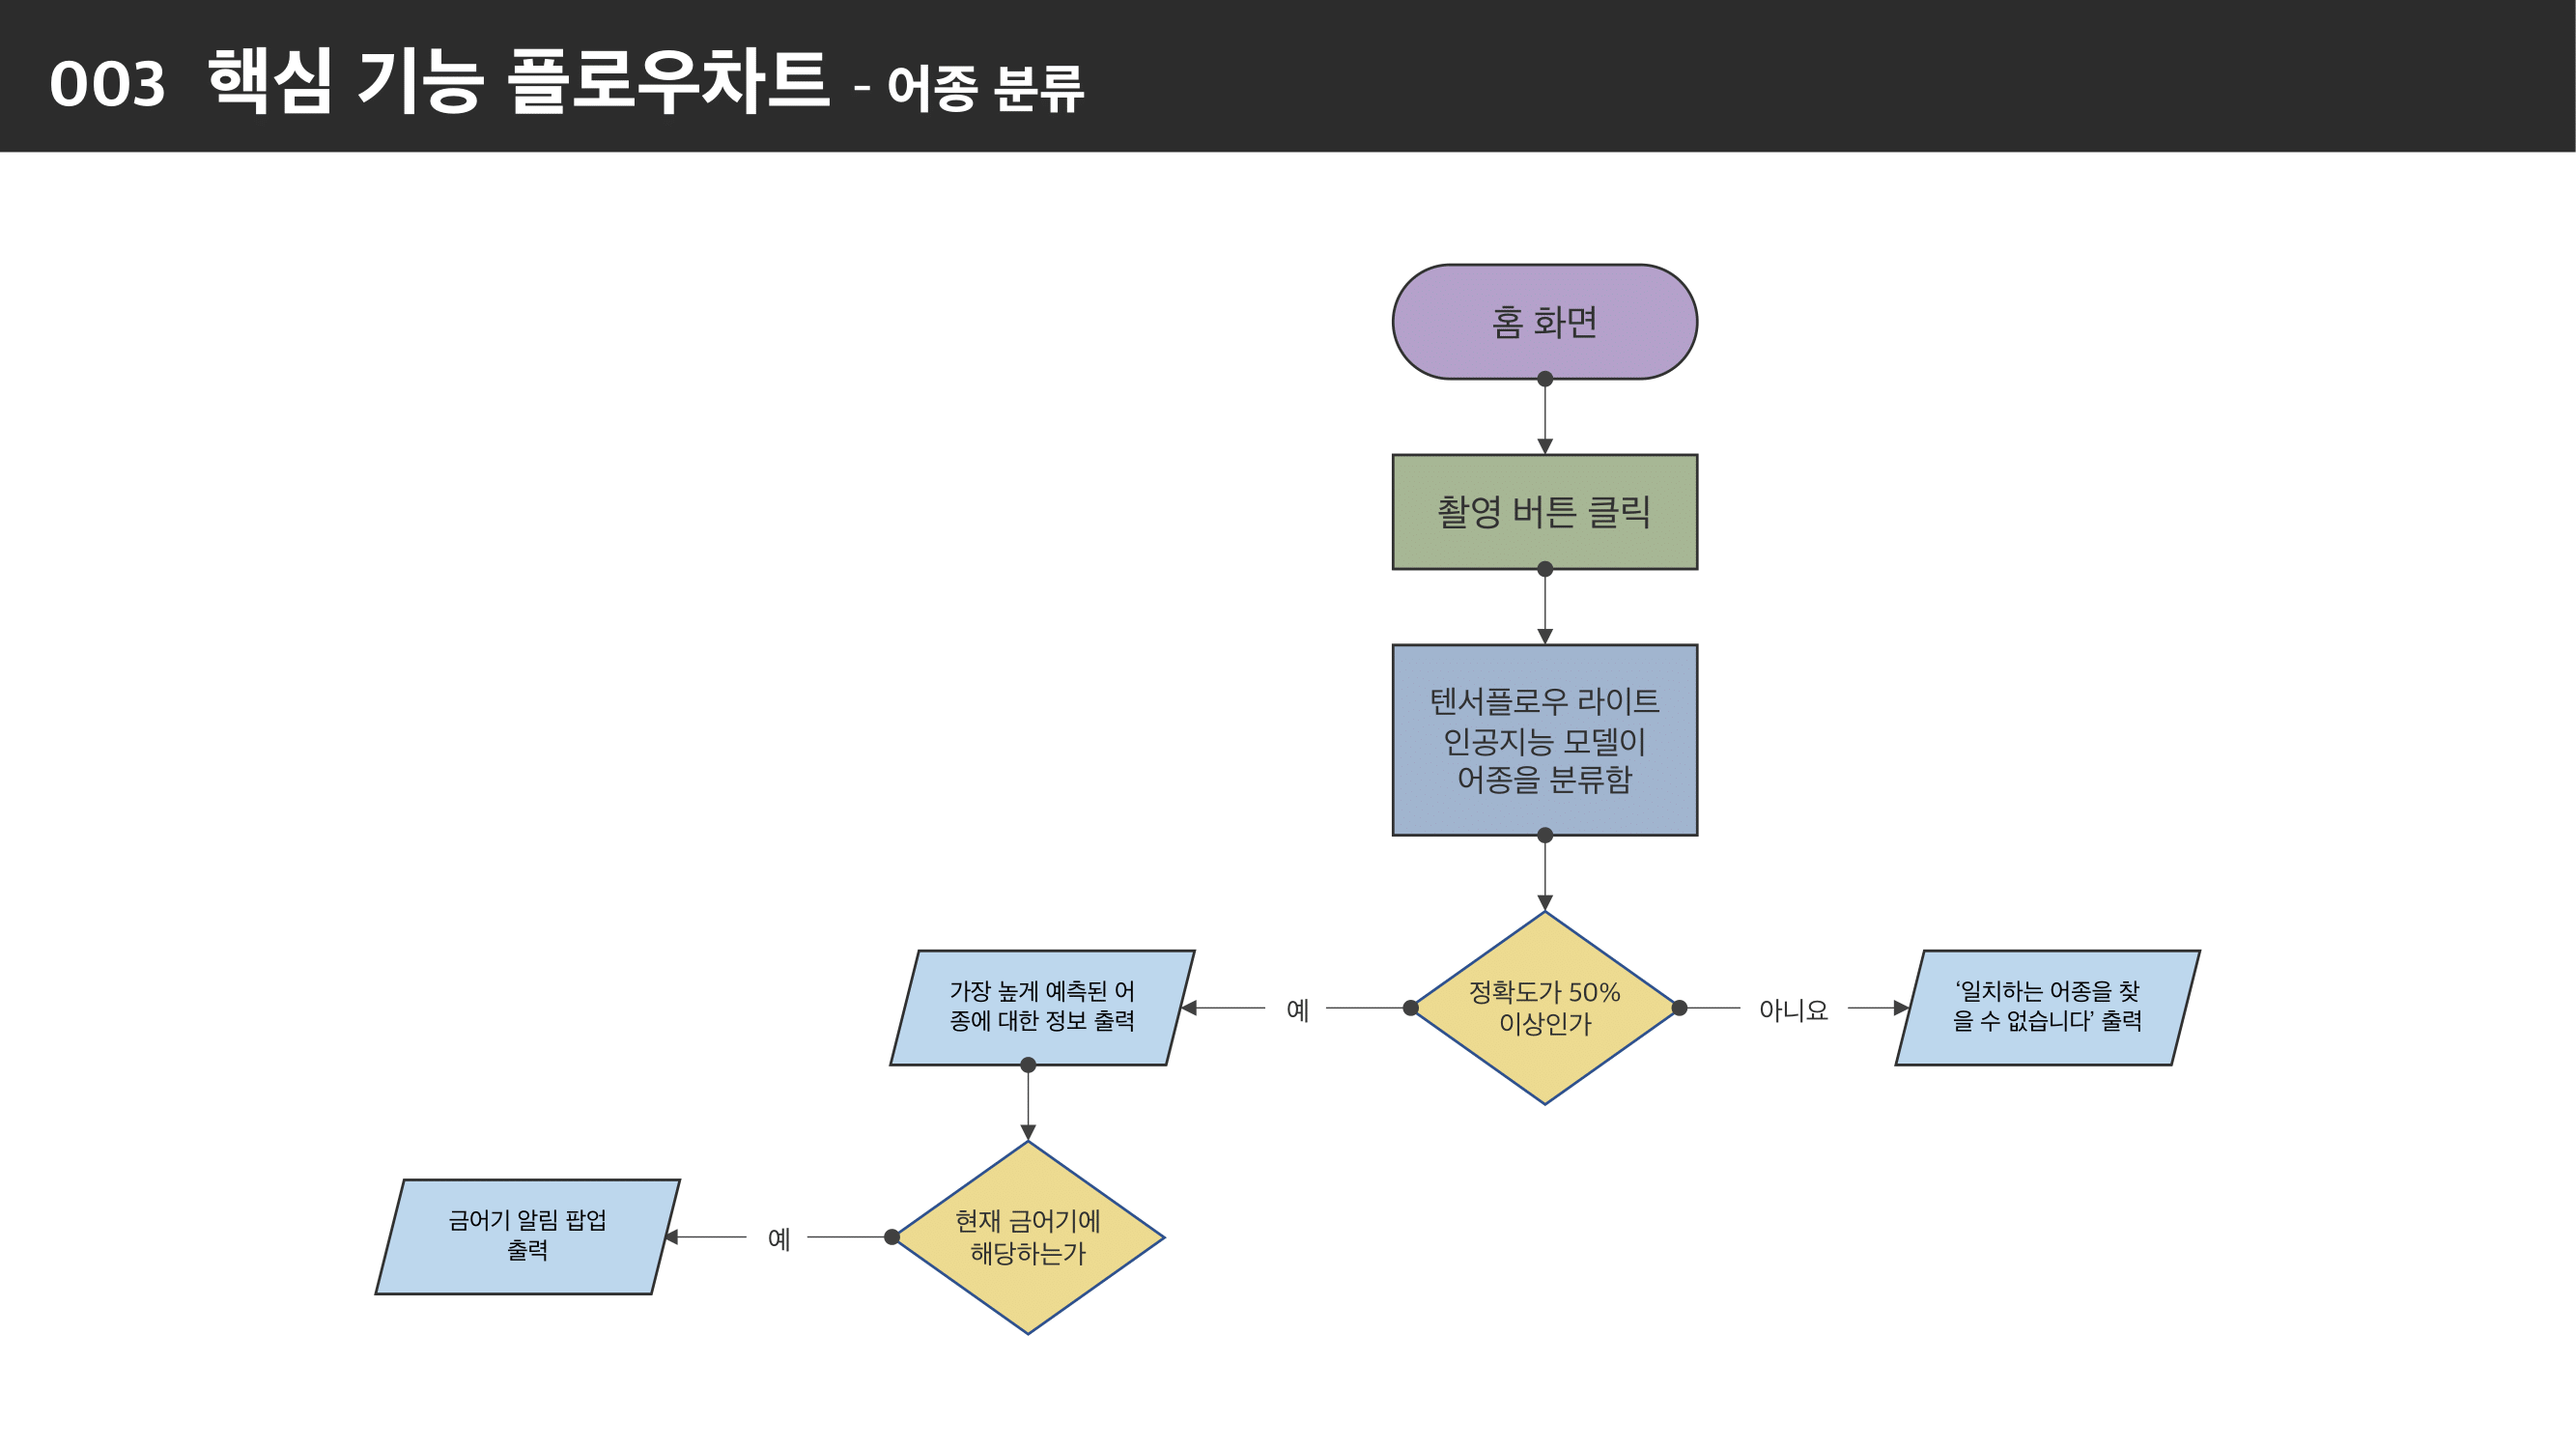 003 핵심 기능 플로우차트 - 어종 분류
홈 화면
촬영 버튼 클릭
텐서플로우 라이트
인공지능 모델이
어종을 분류함
정확도가 50%
이상인가
예
아니요
가장 높게 예측된 어
종에 대한 정보 출력
‘일치하는 어종을 찾
을 수 없습니다’ 출력
현재 금어기에
해당하는가
예
금어기 알림 팝업
출력